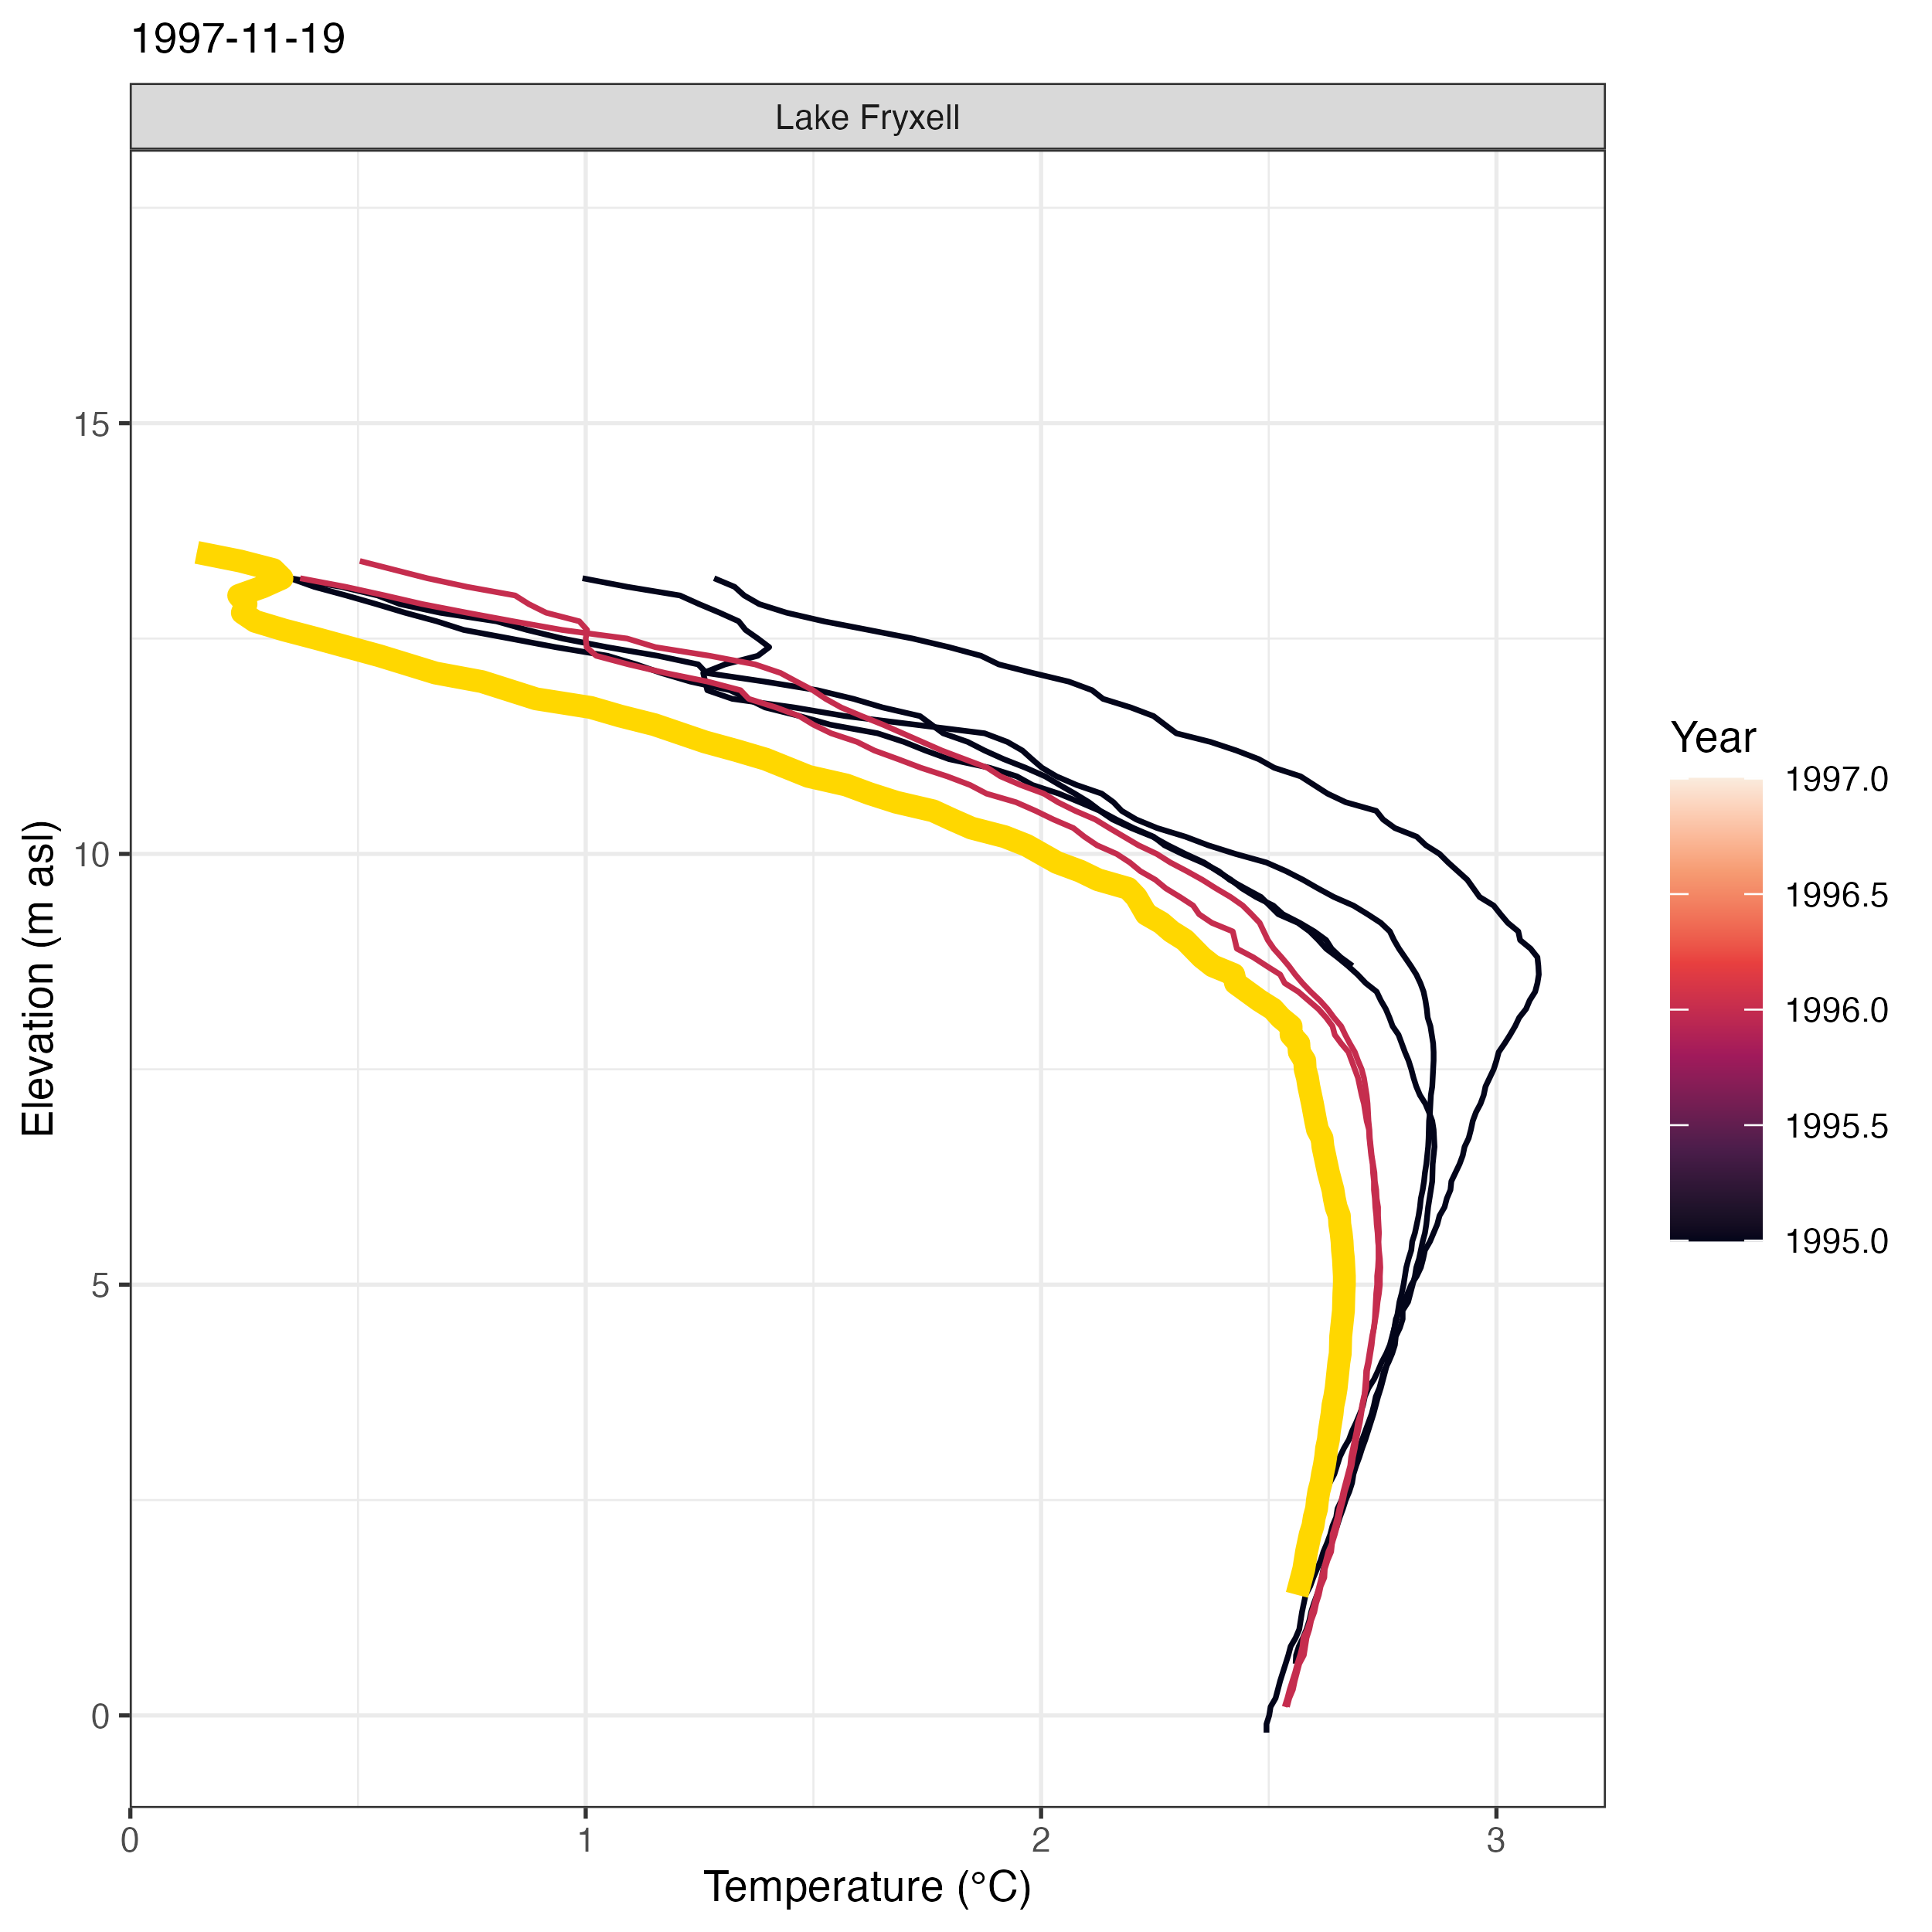 1997-11-19
Lake Fryxell
Elevation (m asl)
15
10
5
0
0 1 2 3
Temperature (°C)
Year
1997.0
1996.5
1996.0
1995.5
1995.0